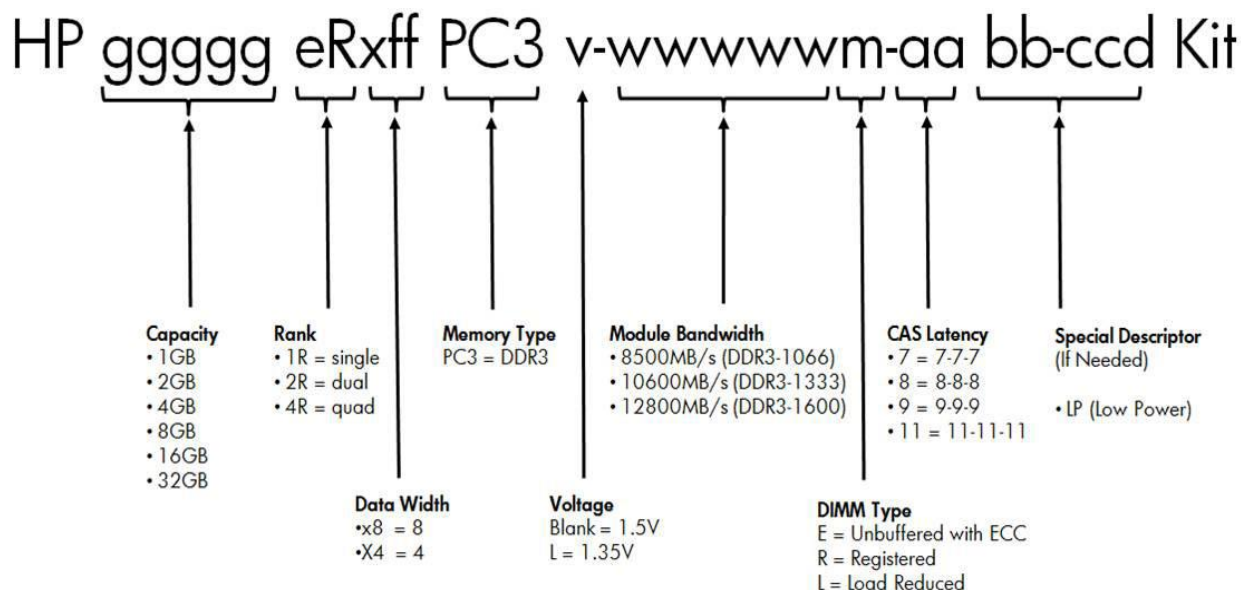 HP ggggg eRxff PC3 v-wwwwwm-aa bb-ccd Kit
Capacity
• 1GB
• 2GB
• 4GB
• 8GB
• 16GB
• 32GB
Rank
• 1R = single
• 2R = dual
• 4R = quad
Memory Type
PC3 = DDR3
Module Bandwidth
• 8500MB/s (DDR3-1066)
• 10600MB/s (DDR3-1333)
• 12800MB/s (DDR3-1600)
CAS Latency
• 7 = 7-7-7
• 8 = 8-8-8
• 9 = 9-9-9
• 11 = 11-11-11
Special Descriptor
(If Needed)
• LP (Low Power)
Data Width
•x8 = 8
•X4 = 4
Voltage
Blank = 1.5V
L = 1.35V
DIMM Type
E = Unbuffered with ECC
R = Registered
L = Load Reduced